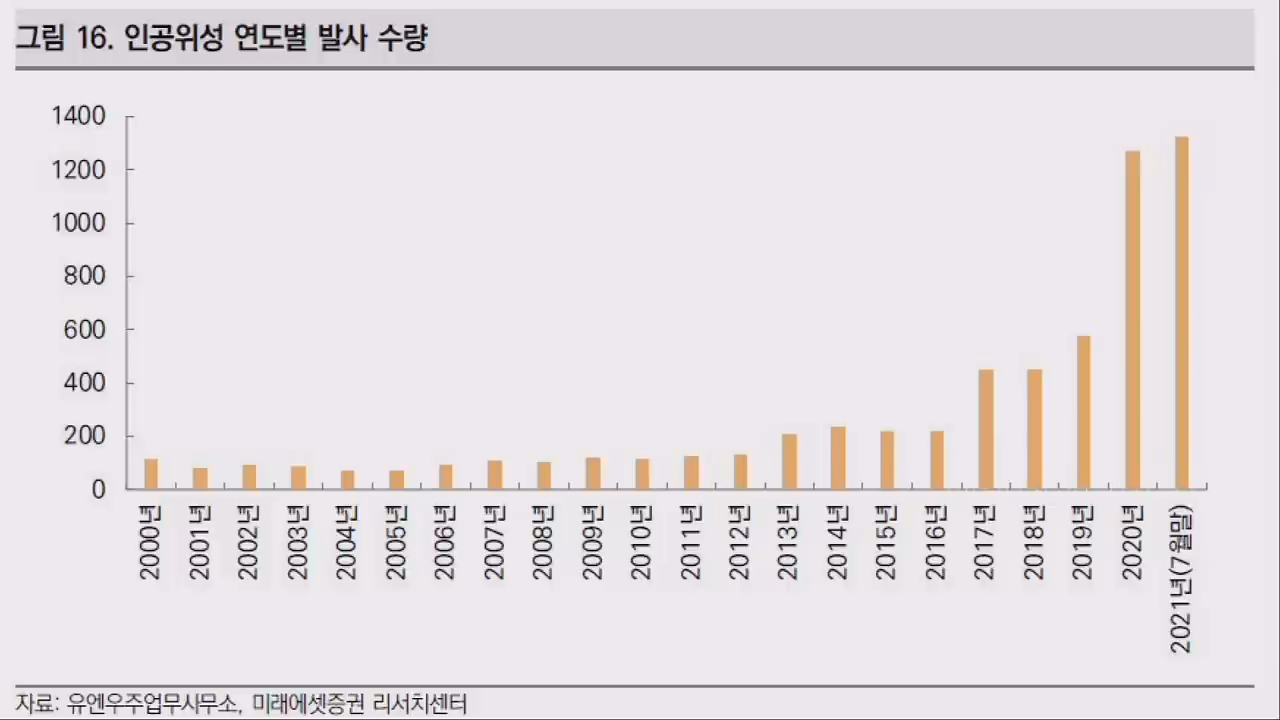 그림 16. 인공위성 연도별 발사 수량
1400
1200
1000
800
600
400
200
0
2000년
2001년
2002년
2003년
2004년
2005년
2006년
2007년
2008년
2009년
2010년
2011년
2012년
2013년
2014년
2015년
2016년
2017년
2018년
2019년
2020년
2021년(7월말)
자료: 유엔우주업무사무소, 미래에셋증권 리서치센터